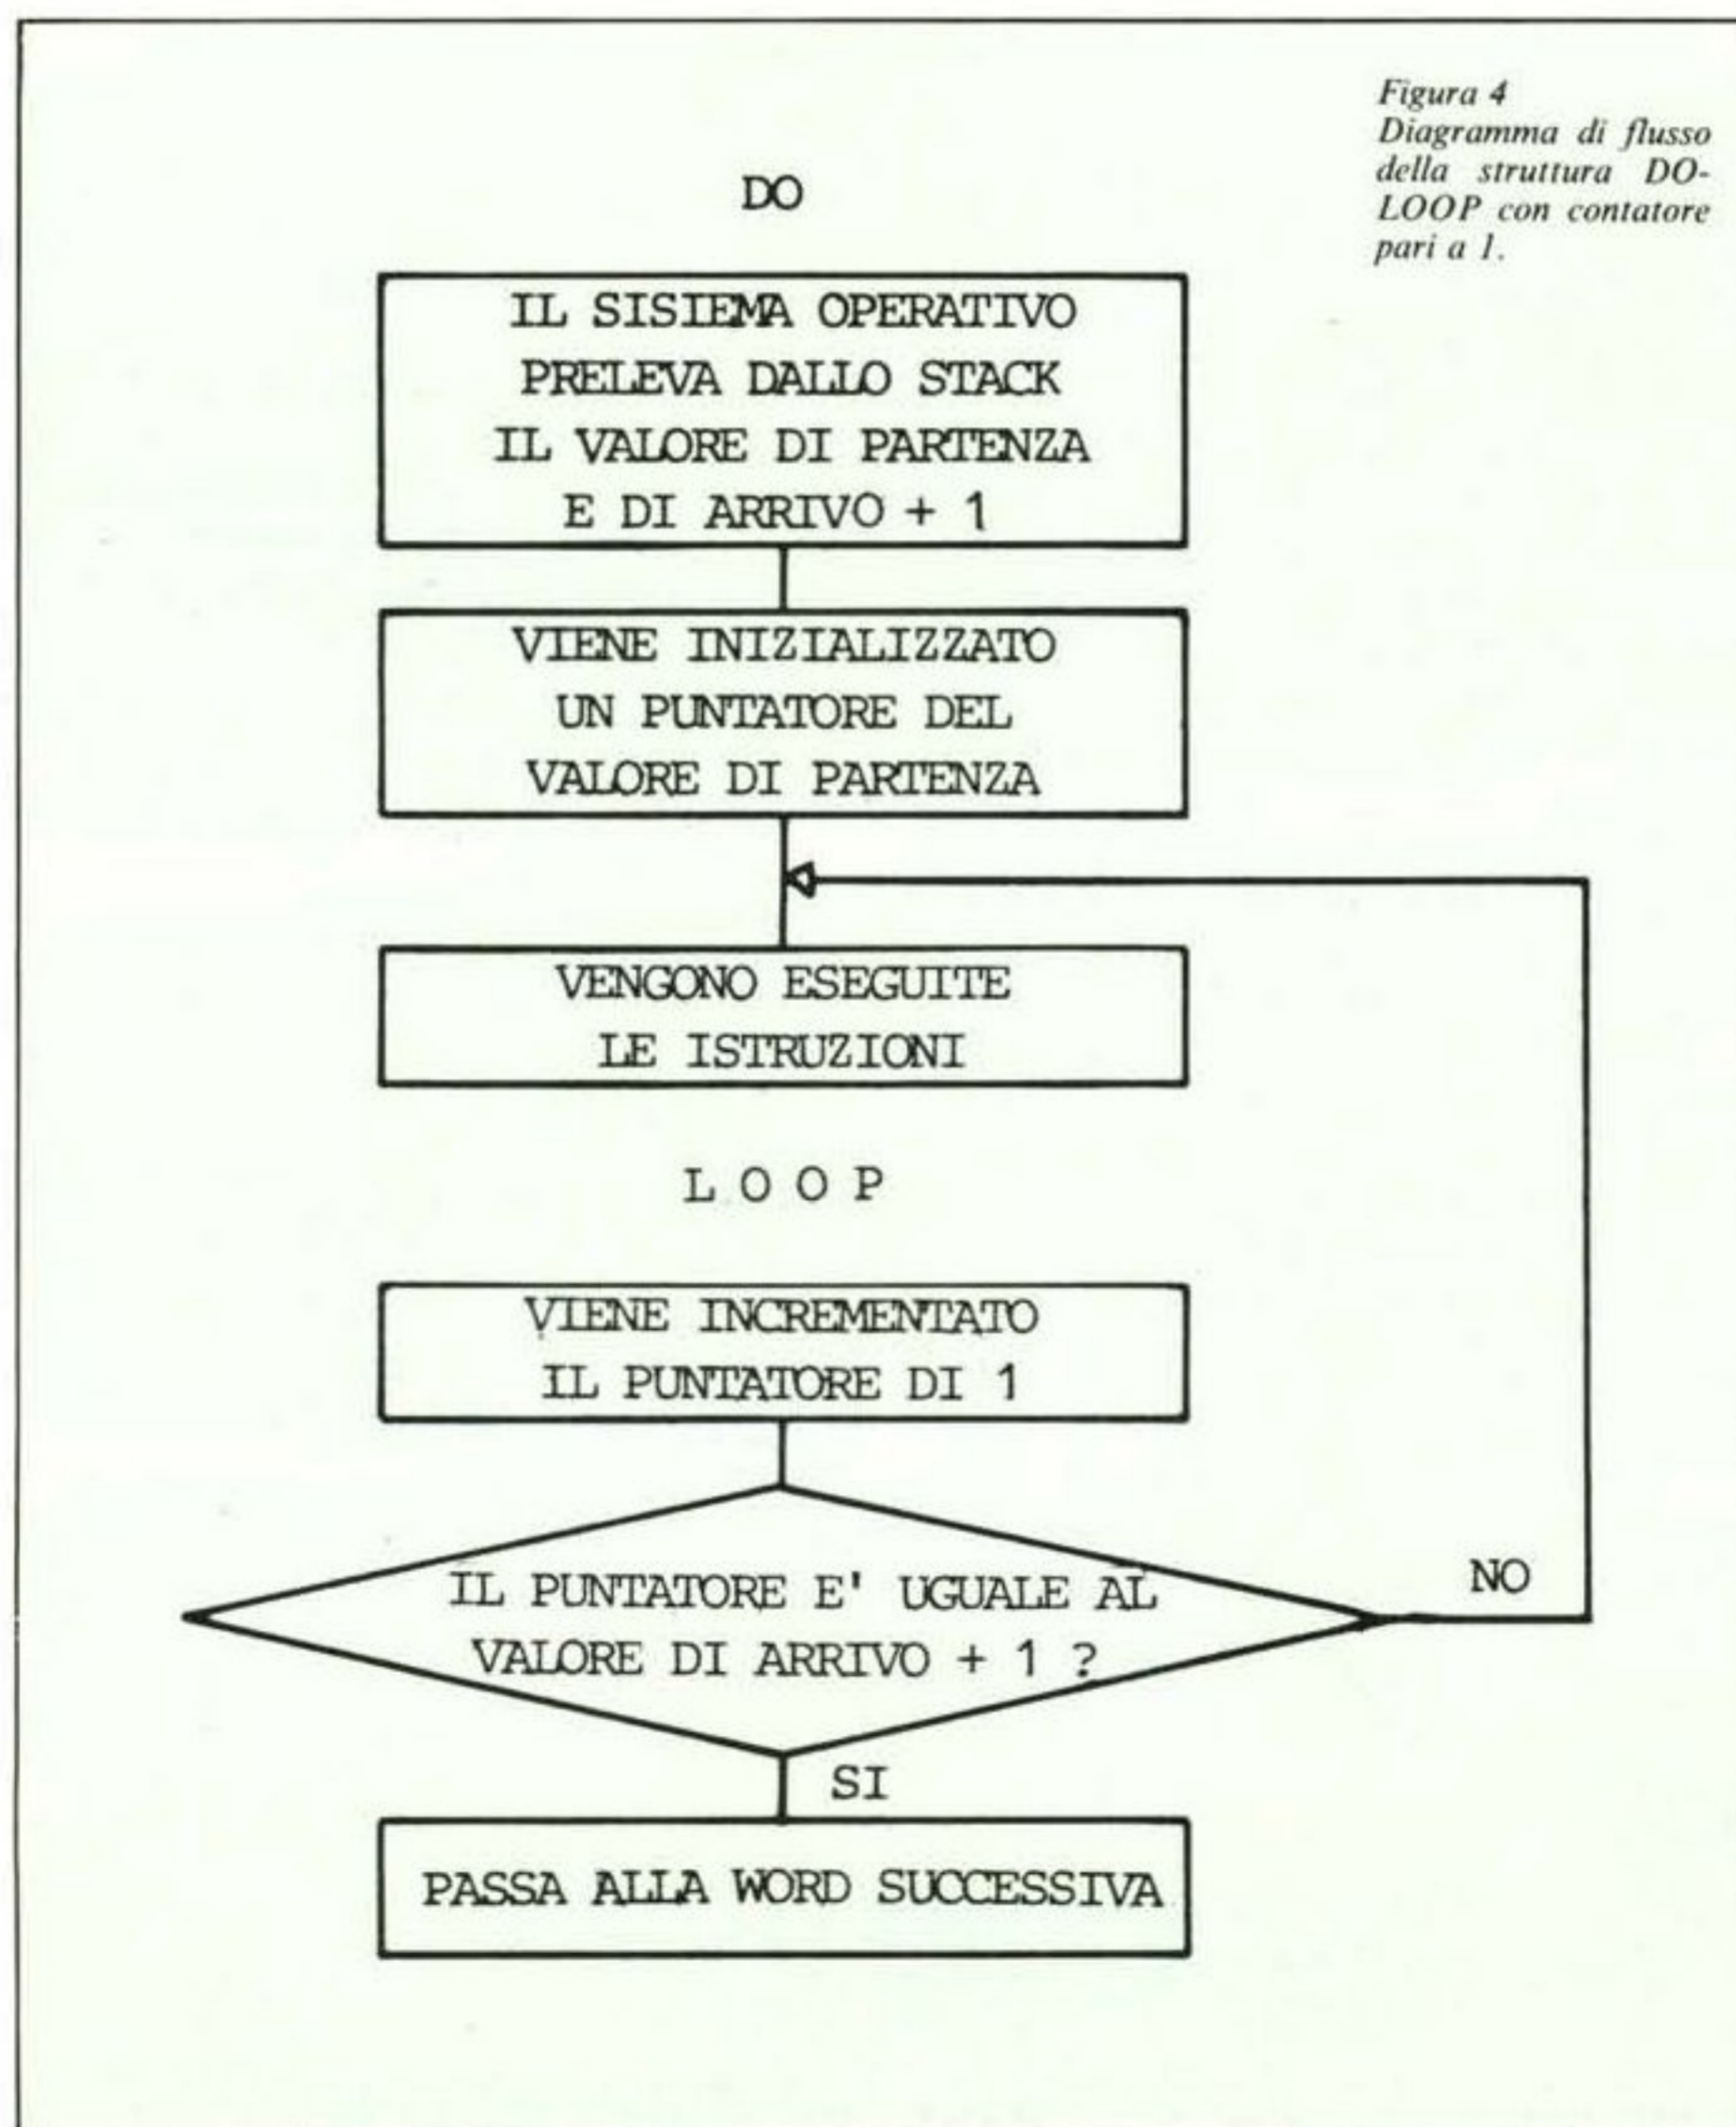 Figura 4
Diagramma di flusso
della struttura DO-
LOOP con contatore
pari a 1.
DO
IL SISIEMA OPERATIVO
PRELEVA DALLO STACK
IL VALORE DI PARTENZA
E DI ARRIVO + 1
VIENE INIZIALIZZATO
UN PUNTATORE DEL
VALORE DI PARTENZA
VENGONO ESEGUITE
LE ISTRUZIONI
L O O P
VIENE INCREMENTATO
IL PUNTATORE DI 1
IL PUNTATORE E' UGUALE AL
VALORE DI ARRIVO + 1 ?
NO
SI
PASSA ALLA WORD SUCCESSIVA